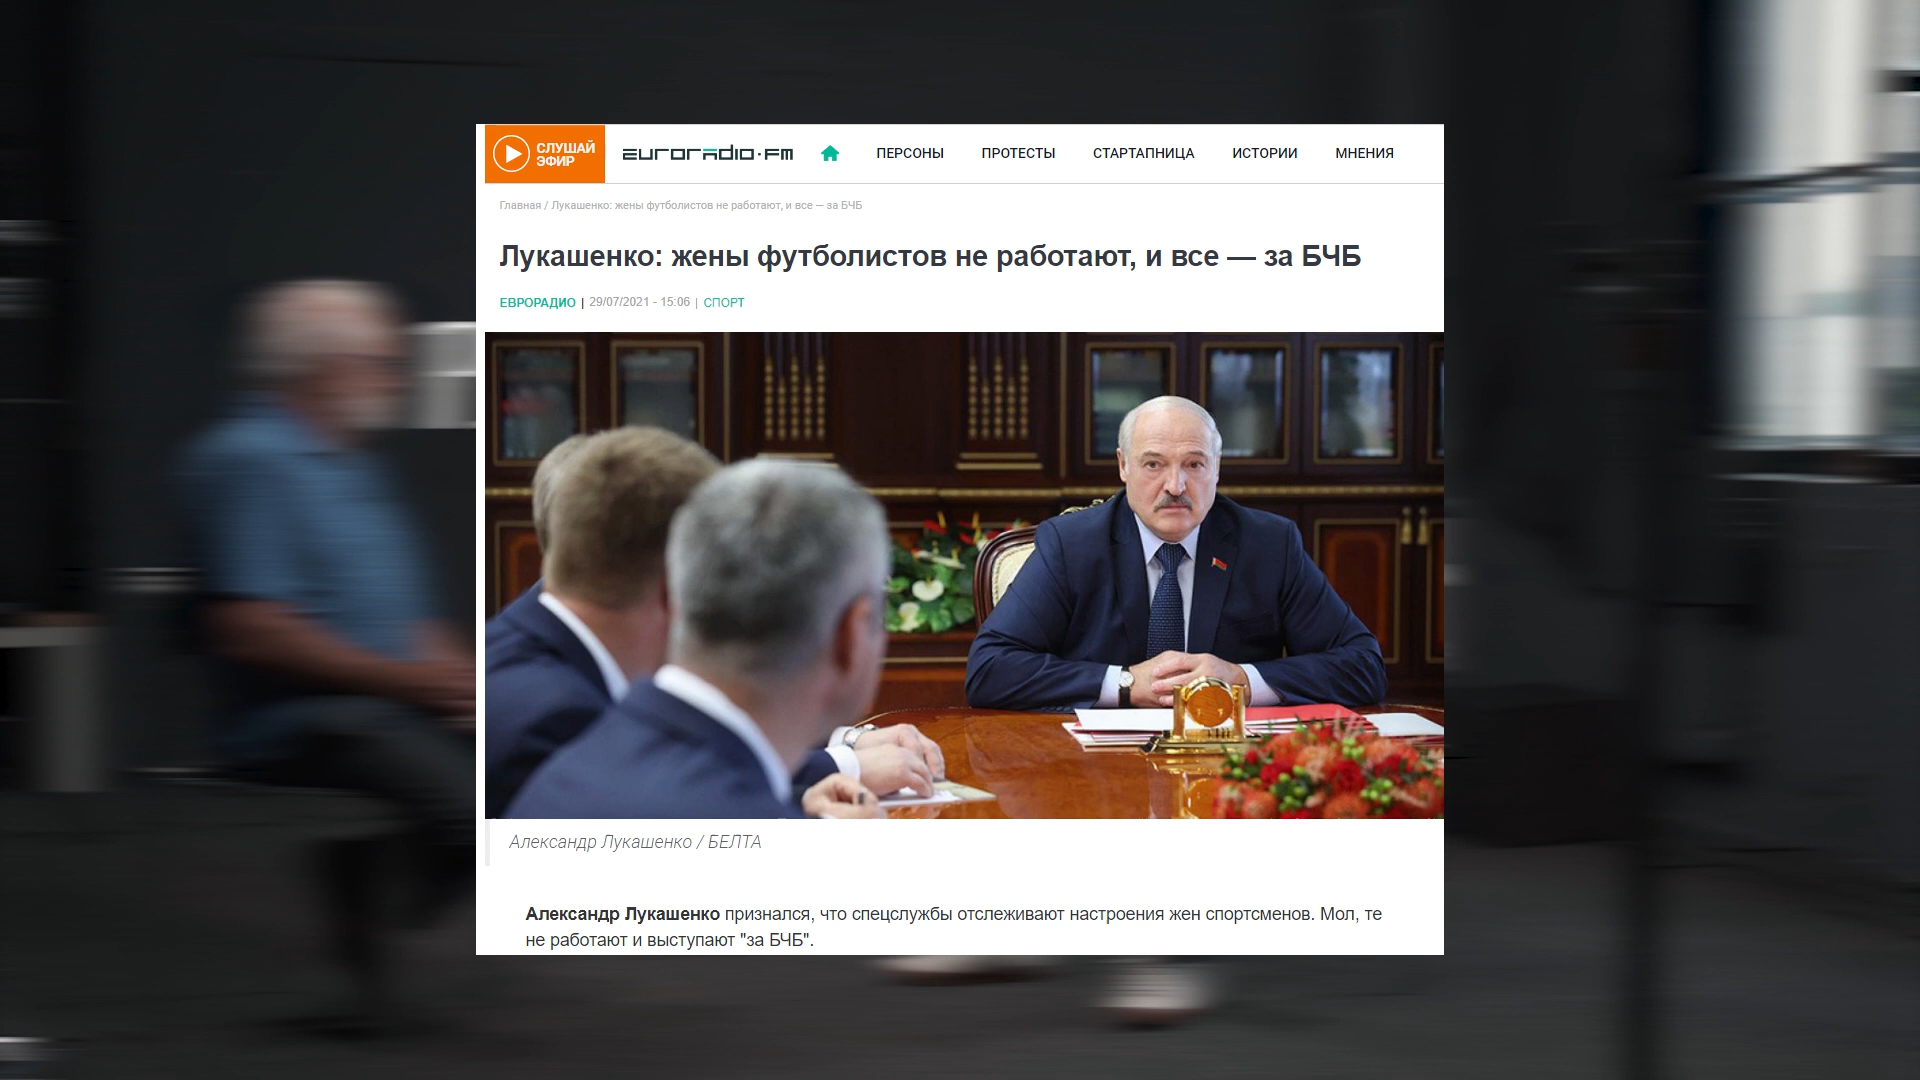 СЛУШАЙ
ЭФИР
euroradio·fm
ПЕРСОНЫ
ПРОТЕСТЫ
СТАРТАПНИЦА
ИСТОРИИ
МНЕНИЯ
Главная / Лукашенко: жены футболистов не работают, и все — за БЧБ
Лукашенко: жены футболистов не работают, и все — за БЧБ
ЕВРОРАДИО | 29/07/2021 - 15:06 | СПОРТ
Александр Лукашенко / БЕЛТА
Александр Лукашенко признался, что спецслужбы отслеживают настроения жен спортсменов. Мол, те
не работают и выступают "за БЧБ".